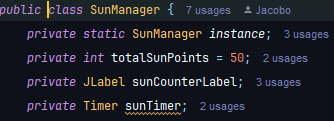 public class SunManager { 7 usages Jacobo
private static SunManager instance; 3 usages
private int totalSunPoints = 50; 2 usages
private JLabel sunCounterLabel; 3 usages
private Timer sunTimer; 2 usages